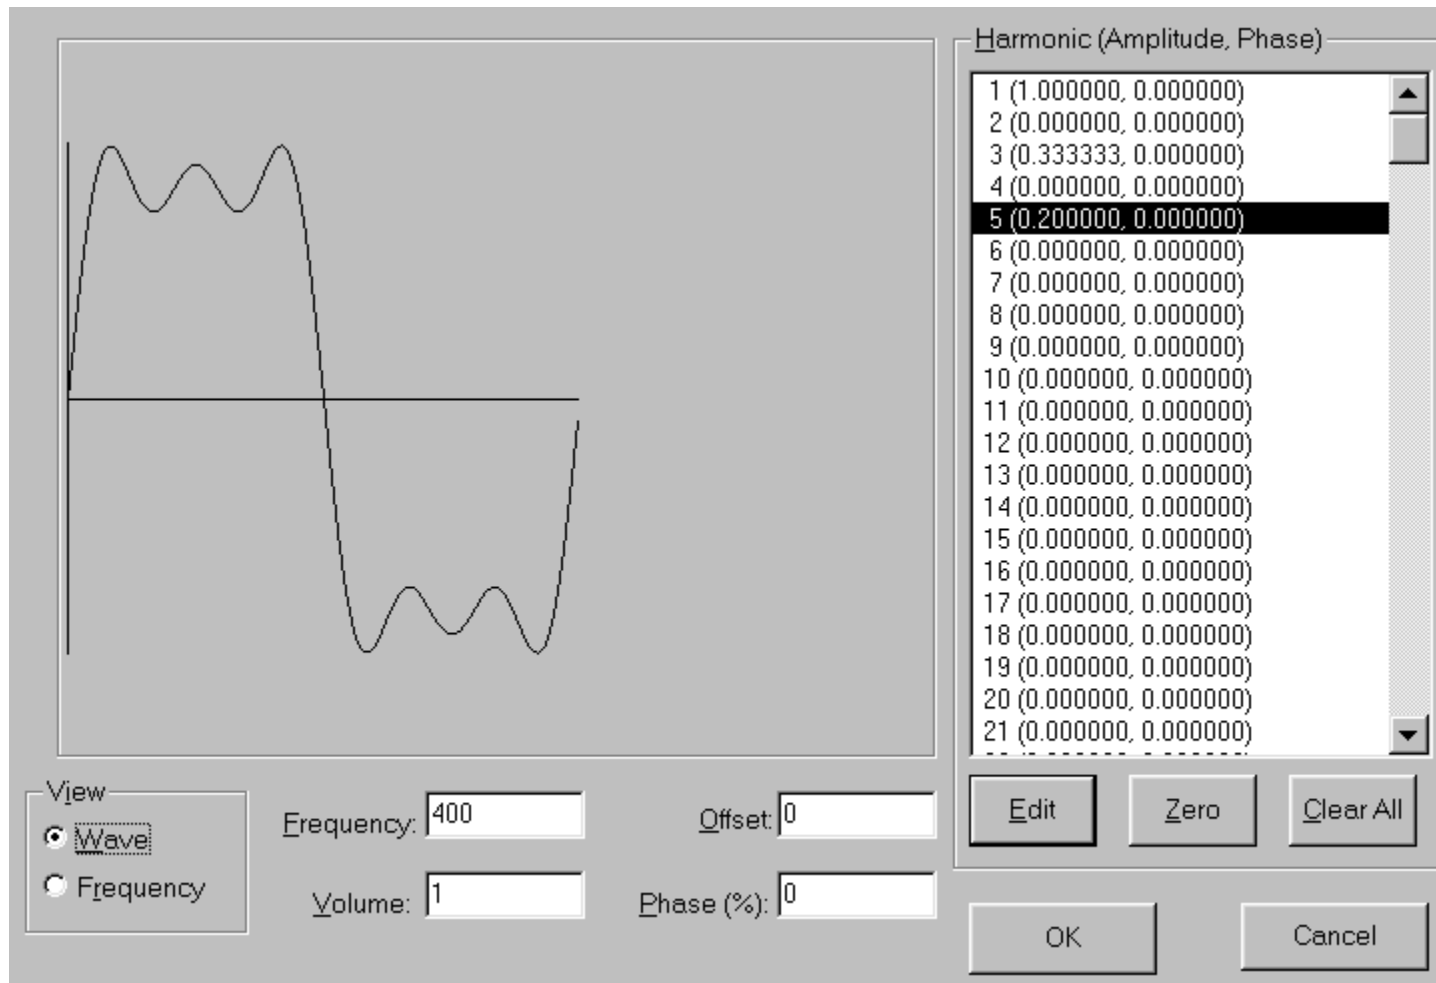 Harmonic (Amplitude, Phase)
1 (1.000000, 0.000000)
2 (0.000000, 0.000000)
3 (0.333333, 0.000000)
4 (0.000000, 0.000000)
5 (0.200000, 0.000000)
6 (0.000000, 0.000000)
7 (0.000000, 0.000000)
8 (0.000000, 0.000000)
9 (0.000000, 0.000000)
10 (0.000000, 0.000000)
11 (0.000000, 0.000000)
12 (0.000000, 0.000000)
13 (0.000000, 0.000000)
14 (0.000000, 0.000000)
15 (0.000000, 0.000000)
16 (0.000000, 0.000000)
17 (0.000000, 0.000000)
18 (0.000000, 0.000000)
19 (0.000000, 0.000000)
20 (0.000000, 0.000000)
21 (0.000000, 0.000000)
View
Wave
Frequency
Frequency: 400
Offset: 0
Volume: 1
Phase (%): 0
Edit Zero Clear All
OK Cancel